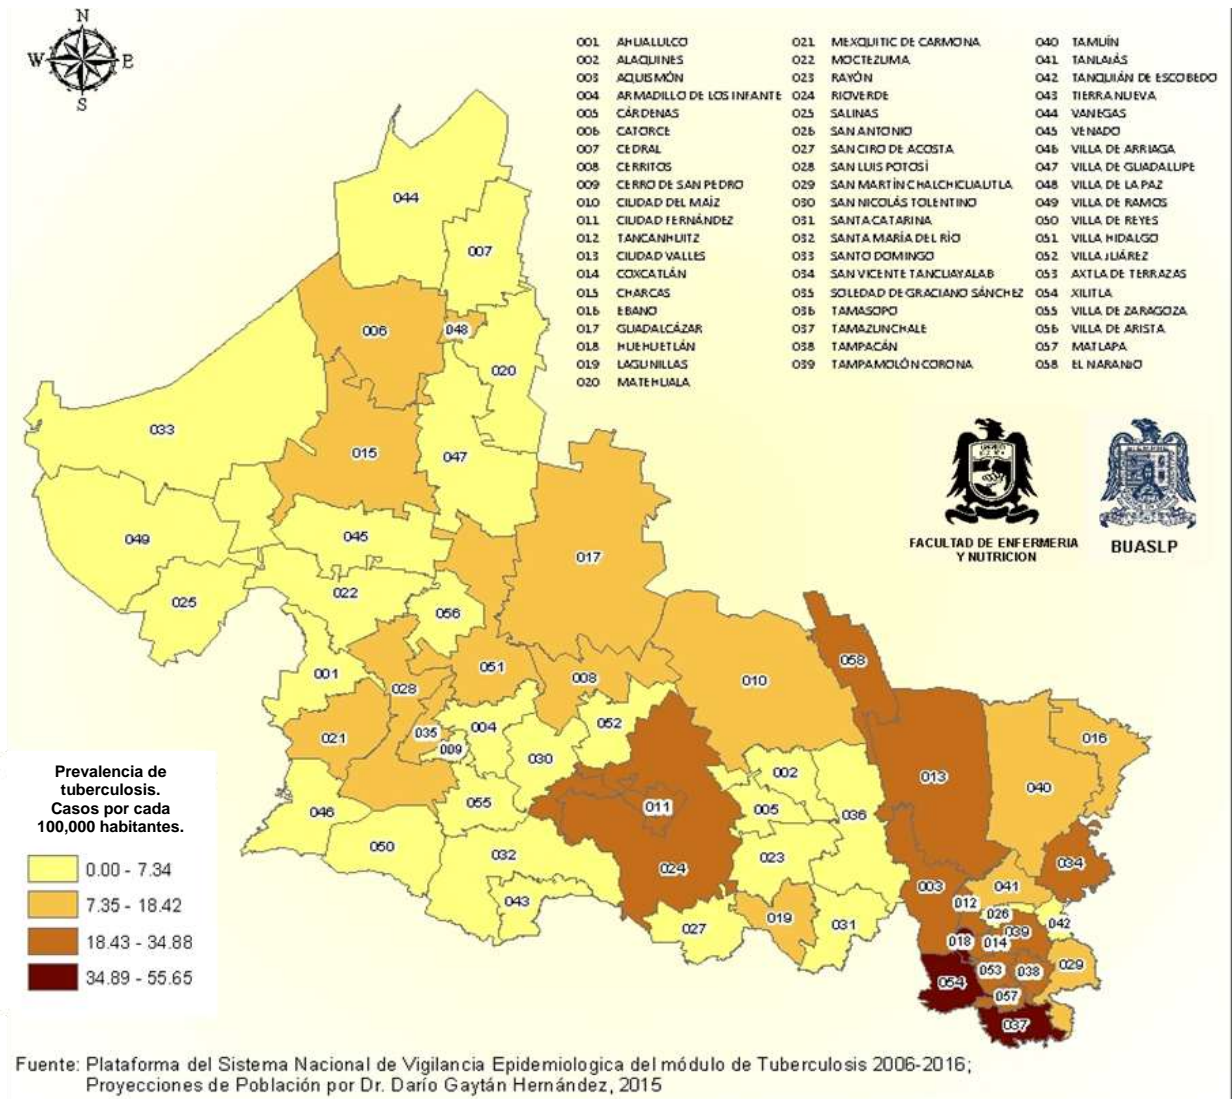 N
W E
S
001 AHUALULCO
002 ALAQUINES
003 AQUISMÓN
004 ARMADILLO DE LOS INFANTE
005 CÁRDENAS
006 CATORCE
007 CEDRAL
008 CERRITOS
009 CERRO DE SAN PEDRO
010 CIUDAD DEL MAÍZ
011 CIUDAD FERNÁNDEZ
012 TANCANHUITZ
013 CIUDAD VALLES
014 COXCATLÁN
015 CHARCAS
016 EBANO
017 GUADALCÁZAR
018 HUEHUETLÁN
019 LAGUNILLAS
020 MATEHUALA
021 MEXQUITIC DE CARMONA
022 MOCTEZUMA
023 RAYÓN
024 RIOVERDE
025 SALINAS
026 SAN ANTONIO
027 SAN CIRO DE ACOSTA
028 SAN LUIS POTOSÍ
029 SAN MARTÍN CHALCHICUAUTLA
030 SAN NICOLÁS TOLENTINO
031 SANTA CATARINA
032 SANTA MARÍA DEL RÍO
033 SANTO DOMINGO
034 SAN VICENTE TANCUAYALAB
035 SOLEDAD DE GRACIANO SÁNCHEZ
036 TAMASOPO
037 TAMAZUNCHALE
038 TAMPACÁN
039 TAMPAMOLÓN CORONA
040 TAMUÍN
041 TANLAJÁS
042 TANQUIÁN DE ESCOBEDO
043 TIERRA NUEVA
044 VANEGAS
045 VENADO
046 VILLA DE ARRIAGA
047 VILLA DE GUADALUPE
048 VILLA DE LA PAZ
049 VILLA DE RAMOS
050 VILLA DE REYES
051 VILLA HIDALGO
052 VILLA JUÁREZ
053 AXTLA DE TERRAZAS
054 XILITLA
055 VILLA DE ZARAGOZA
056 VILLA DE ARISTA
057 MATLAPA
058 EL NARANJO
044
007
006
048
020
033
015
047
049
045
017
025
022
056
001
051
008
010
058
028
021
035
004
009
052
030
016
013
040
002
011
005
036
046
055
050
032
023
024
034
003
041
012
026
042
043
027
019
031
018
014
039
053
038
029
054
057
037
FACULTAD DE ENFERMERIA
Y NUTRICION
BUASLP
Prevalencia de
tuberculosis.
Casos por cada
100,000 habitantes.
0.00 - 7.34
7.35 - 18.42
18.43 - 34.88
34.89 - 55.65
Fuente: Plataforma del Sistema Nacional de Vigilancia Epidemiologica del módulo de Tuberculosis 2006-2016;
Proyecciones de Población por Dr. Darío Gaytán Hernández, 2015